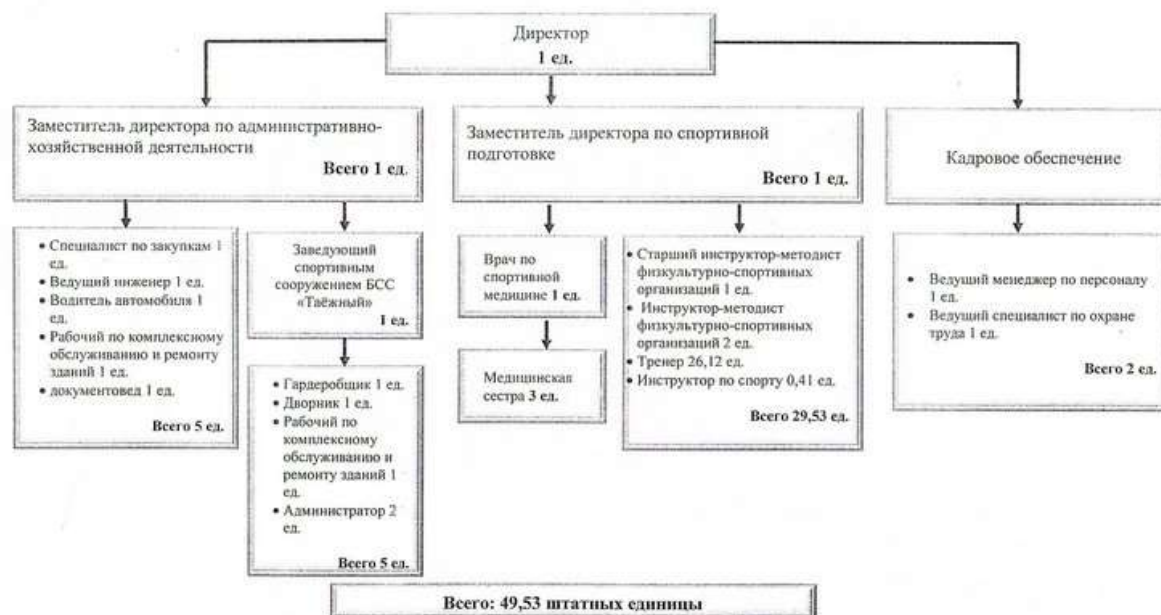 Директор
1 ед.
Заместитель директора по административно-
хозяйственной деятельности
Всего 1 ед.
Заместитель директора по спортивной
подготовке
Всего 1 ед.
Кадровое обеспечение
• Специалист по закупкам 1
ед.
• Ведущий инженер 1 ед.
• Водитель автомобиля 1
ед.
• Рабочий по комплексному
обслуживанию и ремонту
зданий 1 ед.
• документовед 1 ед.
Всего 5 ед.
Заведующий
спортивным
сооружением БСС
«Таёжный»
1 ед.
• Гардеробщик 1 ед.
• Дворник 1 ед.
• Рабочий по
комплексному
обслуживанию и
ремонту зданий 1
ед.
• Администратор 2
ед.
Всего 5 ед.
Врач по
спортивной
медицине 1 ед.
Медицинская
сестра 3 ед.
• Старший инструктор-методист
физкультурно-спортивных
организаций 1 ед.
• Инструктор-методист
физкультурно-спортивных
организаций 2 ед.
• Тренер 26,12 ед.
• Инструктор по спорту 0,41 ед.
Всего 29,53 ед.
• Ведущий менеджер по персоналу
1 ед.
• Ведущий специалист по охране
труда 1 ед.
Всего 2 ед.
Всего: 49,53 штатных единицы